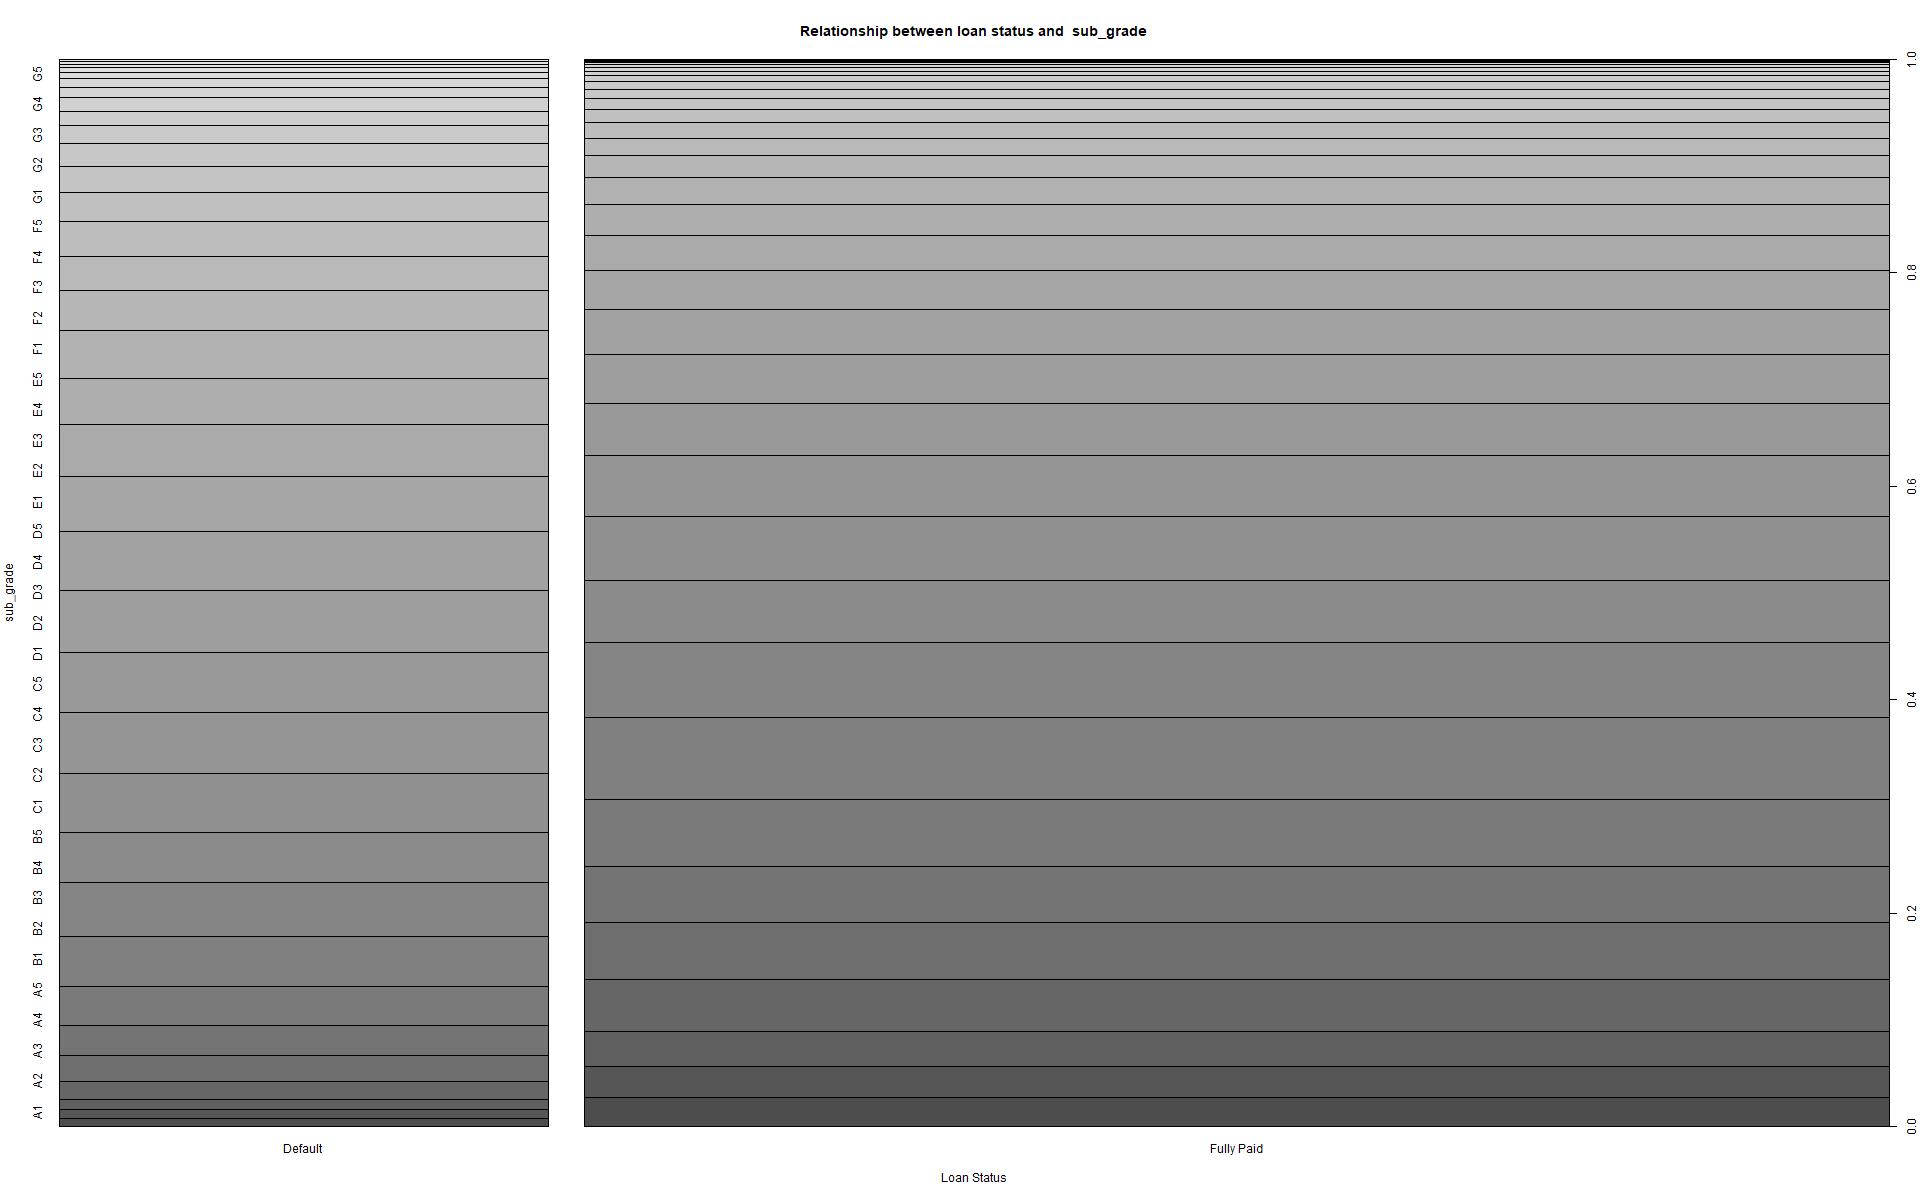 Relationship between loan status and  sub_grade
sub_grade
G5
G4
G3
G2
G1
F5
F4
F3
F2
F1
E5
E4
E3
E2
E1
D5
D4
D3
D2
D1
C5
C4
C3
C2
C1
B5
B4
B3
B2
B1
A5
A4
A3
A2
A1
1.0
0.8
0.6
0.4
0.2
0.0
Default
Fully Paid
Loan Status